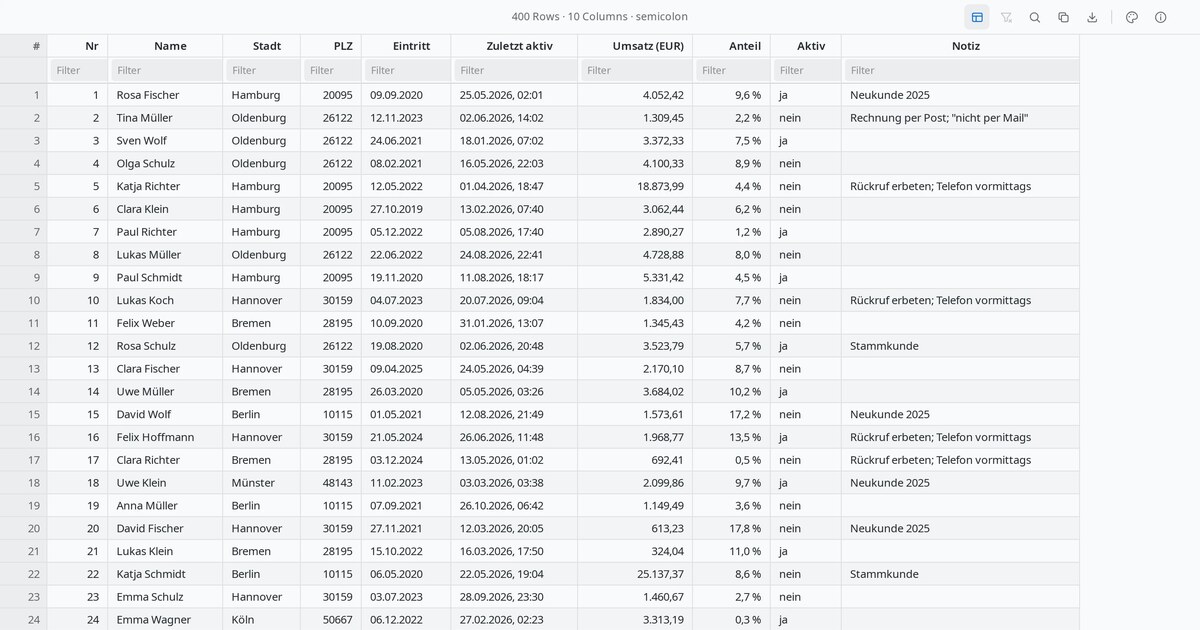 400 Rows · 10 Columns · semicolon
# Nr Name Stadt PLZ Eintritt Zuletzt aktiv Umsatz (EUR) Anteil Aktiv Notiz
Filter Filter Filter Filter Filter Filter Filter Filter Filter Filter
1 1 Rosa Fischer Hamburg 20095 09.09.2020 25.05.2026, 02:01 4.052,42 9,6 % ja Neukunde 2025
2 2 Tina Müller Oldenburg 26122 12.11.2023 02.06.2026, 14:02 1.309,45 2,2 % nein Rechnung per Post; "nicht per Mail"
3 3 Sven Wolf Oldenburg 26122 24.06.2021 18.01.2026, 07:02 3.372,33 7,5 % ja
4 4 Olga Schulz Oldenburg 26122 08.02.2021 16.05.2026, 22:03 4.100,33 8,9 % nein
5 5 Katja Richter Hamburg 20095 12.05.2022 01.04.2026, 18:47 18.873,99 4,4 % nein Rückruf erbeten; Telefon vormittags
6 6 Clara Klein Hamburg 20095 27.10.2019 13.02.2026, 07:40 3.062,44 6,2 % nein
7 7 Paul Richter Hamburg 20095 05.12.2022 05.08.2026, 17:40 2.890,27 1,2 % ja
8 8 Lukas Müller Oldenburg 26122 22.06.2022 24.08.2026, 22:41 4.728,88 8,0 % nein
9 9 Paul Schmidt Hamburg 20095 19.11.2020 11.08.2026, 18:17 5.331,42 4,5 % ja
10 10 Lukas Koch Hannover 30159 04.07.2023 20.07.2026, 09:04 1.834,00 7,7 % nein Rückruf erbeten; Telefon vormittags
11 11 Felix Weber Bremen 28195 10.09.2020 31.01.2026, 13:07 1.345,43 4,2 % nein
12 12 Rosa Schulz Oldenburg 26122 19.08.2020 02.06.2026, 20:48 3.523,79 5,7 % ja Stammkunde
13 13 Clara Fischer Hannover 30159 09.04.2025 24.05.2026, 04:39 2.170,10 8,7 % nein
14 14 Uwe Müller Bremen 28195 26.03.2020 05.05.2026, 03:26 3.684,02 10,2 % ja
15 15 David Wolf Berlin 10115 01.05.2021 12.08.2026, 21:49 1.573,61 17,2 % nein Neukunde 2025
16 16 Felix Hoffmann Hannover 30159 21.05.2024 26.06.2026, 11:48 1.968,77 13,5 % ja Rückruf erbeten; Telefon vormittags
17 17 Clara Richter Bremen 28195 03.12.2024 13.05.2026, 01:02 692,41 0,5 % nein Rückruf erbeten; Telefon vormittags
18 18 Uwe Klein Münster 48143 11.02.2023 03.03.2026, 03:38 2.099,86 9,7 % ja Neukunde 2025
19 19 Anna Müller Berlin 10115 07.09.2021 26.10.2026, 06:42 1.149,49 3,6 % nein
20 20 David Fischer Hannover 30159 27.11.2021 12.03.2026, 20:05 613,23 17,8 % nein Neukunde 2025
21 21 Lukas Klein Bremen 28195 15.10.2022 16.03.2026, 17:50 324,04 11,0 % ja
22 22 Katja Schmidt Berlin 10115 06.05.2020 22.05.2026, 19:04 25.137,37 8,6 % nein Stammkunde
23 23 Emma Schulz Hannover 30159 03.07.2023 28.09.2026, 23:30 1.460,67 2,7 % nein
24 24 Emma Wagner Köln 50667 06.12.2022 27.02.2026, 02:23 3.313,19 0,3 % ja